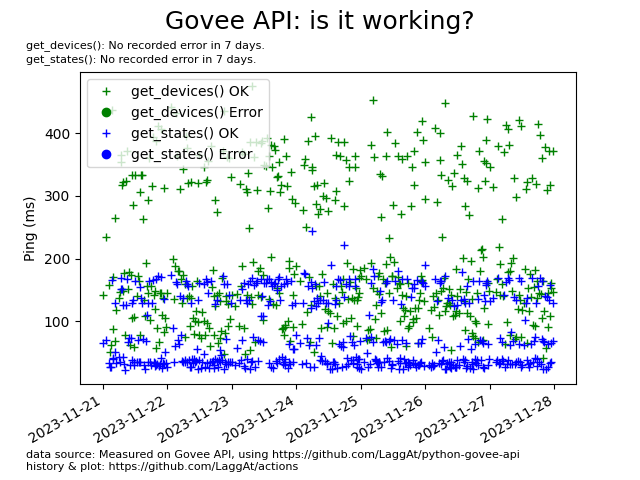 Govee API: is it working?
get_devices(): No recorded error in 7 days.
get_states(): No recorded error in 7 days.
get_devices() OK
get_devices() Error
get_states() OK
get_states() Error
400
300
200
100
Ping (ms)
2023-11-21
2023-11-22
2023-11-23
2023-11-24
2023-11-25
2023-11-26
2023-11-27
2023-11-28
data source: Measured on Govee API, using https://github.com/LaggAt/python-govee-api
history & plot: https://github.com/LaggAt/actions